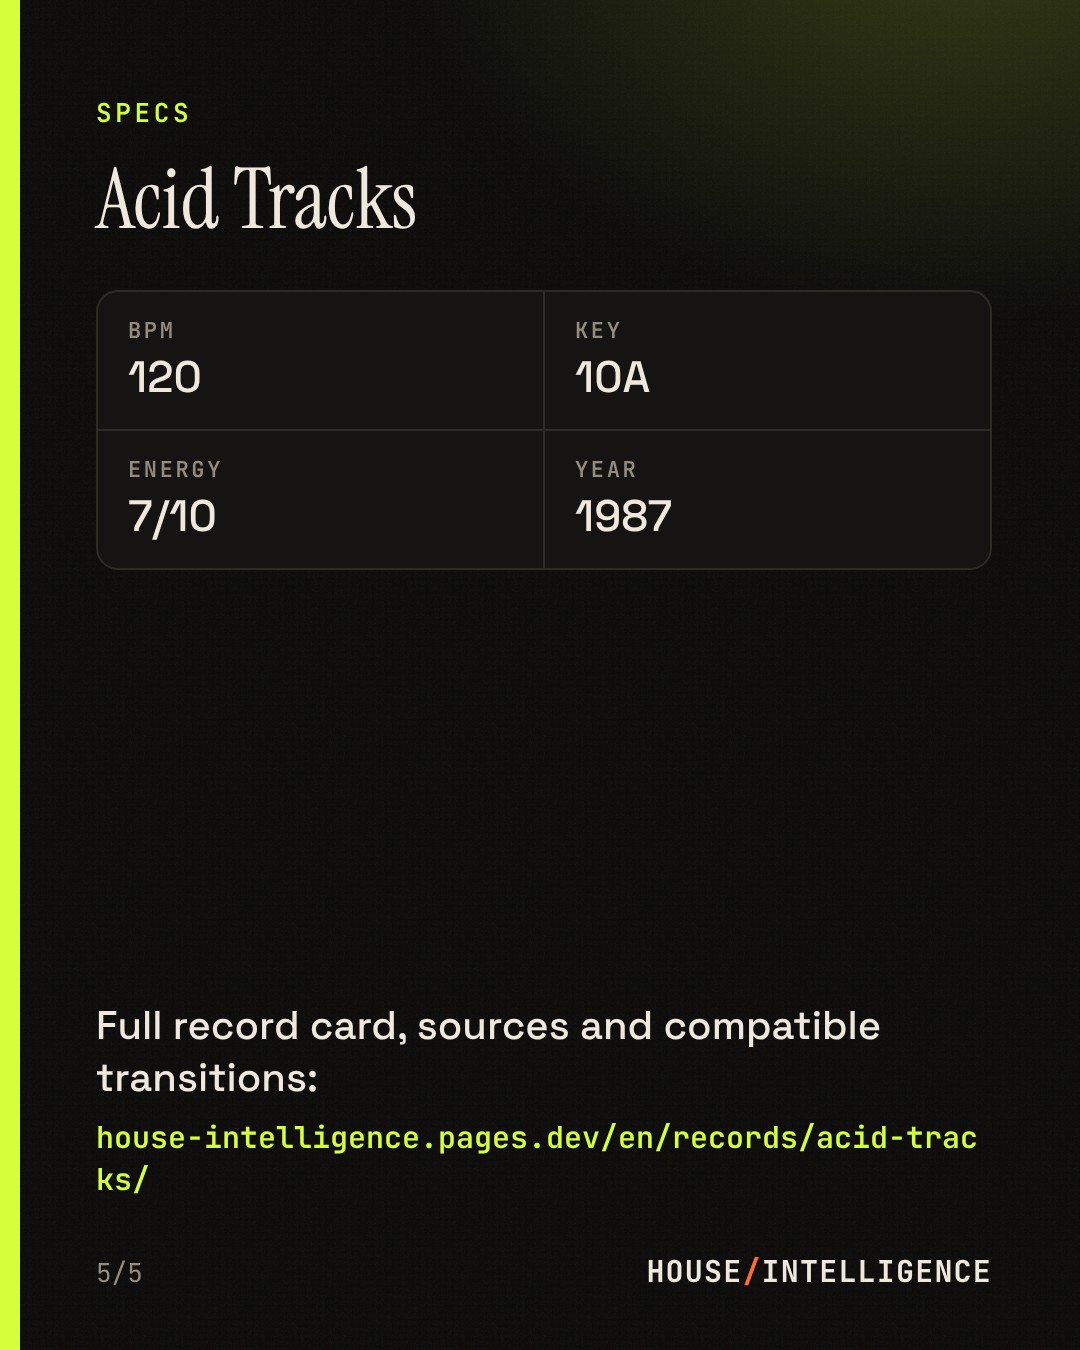 SPECS
Acid Tracks
BPM
120
KEY
10A
ENERGY
7/10
YEAR
1987
Full record card, sources and compatible
transitions:
house-intelligence.pages.dev/en/records/acid-trac
ks/
5/5
HOUSE/INTELLIGENCE